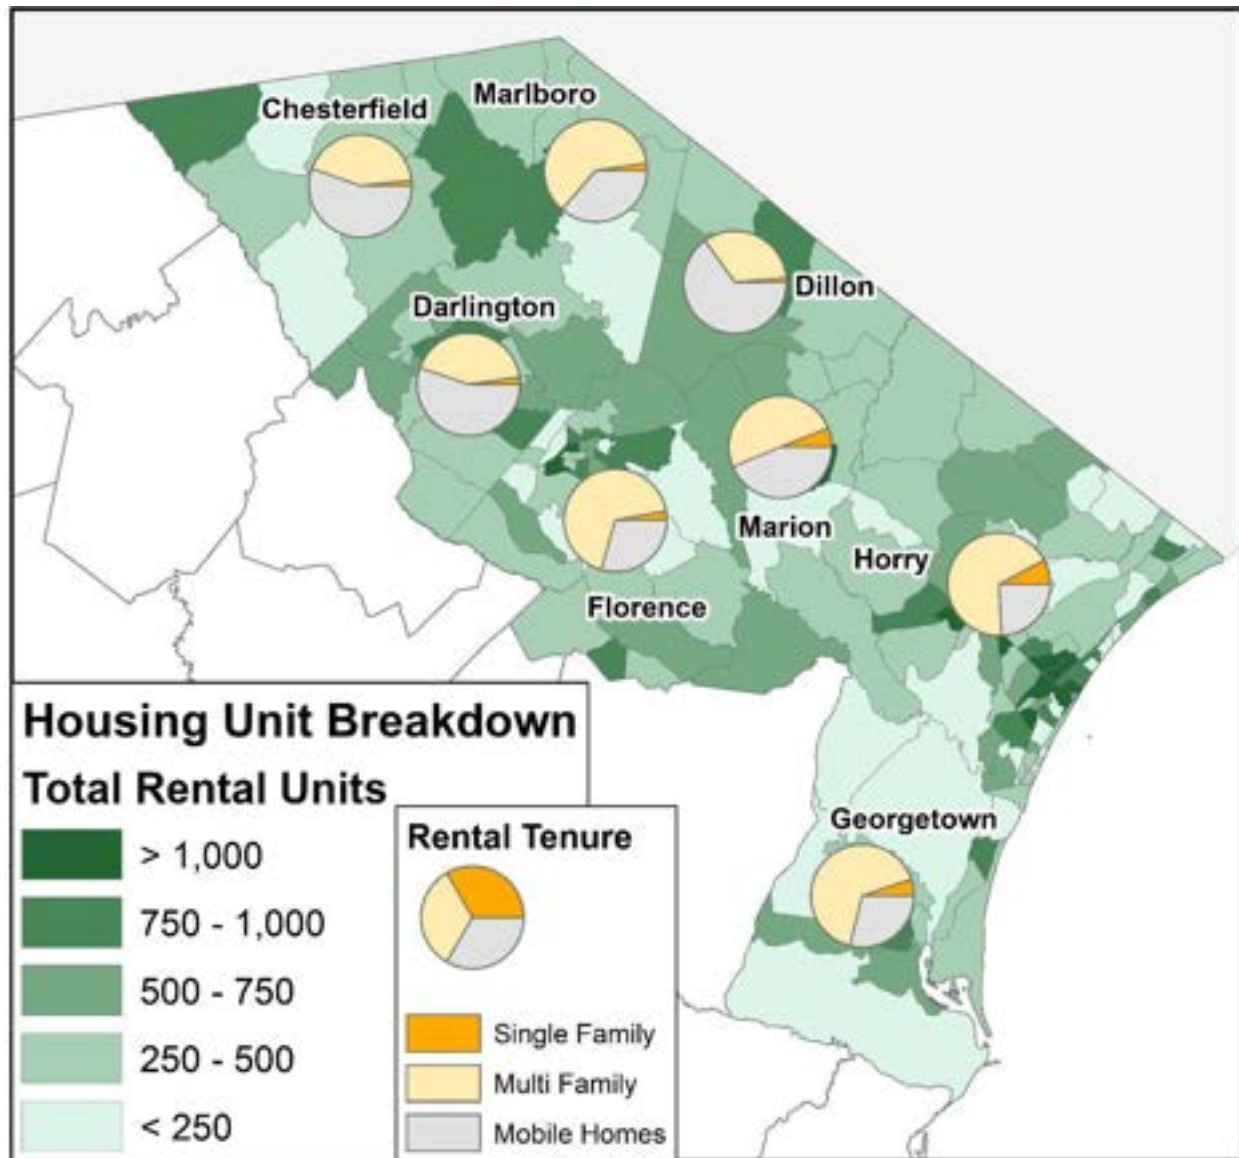 Marlboro
Chesterfield
Dillon
Darlington
Marion
Horry
Florence
Georgetown
Housing Unit Breakdown
Total Rental Units
> 1,000
750 - 1,000
500 - 750
250 - 500
< 250
Rental Tenure
Single Family
Multi Family
Mobile Homes